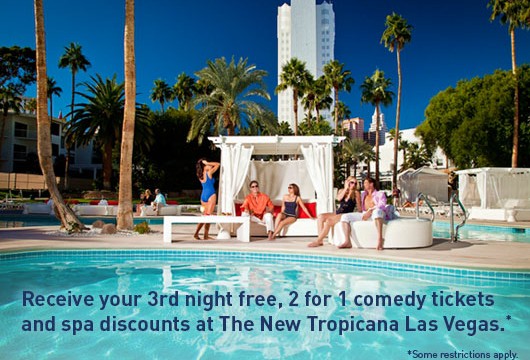 Receive your 3rd night free, 2 for 1 comedy tickets
and spa discounts at The New Tropicana Las Vegas.*
*Some restrictions apply.